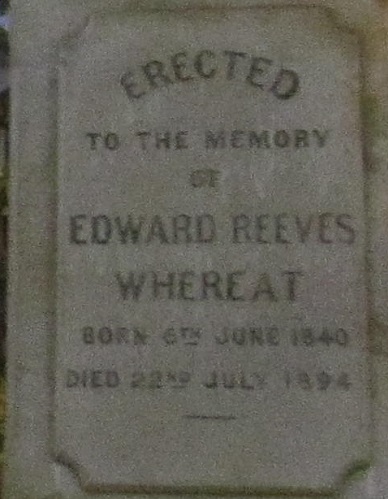 ERECTED
TO THE MEMORY
OF
EDWARD REEVES
WHEREAT
BORN 6TH JUNE 1840
DIED 22ND JULY 1894